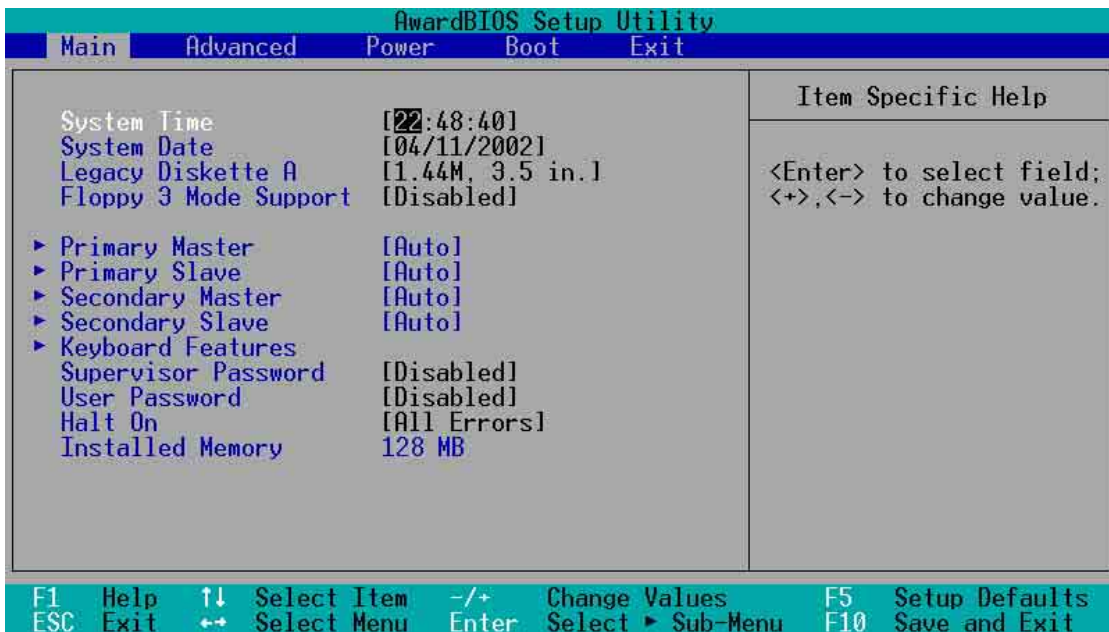 AwardBIOS Setup Utility
Main Advanced Power Boot Exit
System Time [22:48:40]
System Date [04/11/2002]
Legacy Diskette A [1.44M, 3.5 in.]
Floppy 3 Mode Support [Disabled]
▶ Primary Master [Auto]
▶ Primary Slave [Auto]
▶ Secondary Master [Auto]
▶ Secondary Slave [Auto]
▶ Keyboard Features
Supervisor Password [Disabled]
User Password [Disabled]
Halt On [All Errors]
Installed Memory 128 MB
Item Specific Help
<Enter> to select field;
<+>,<-> to change value.
F1 Help ↑↓ Select Item -/+ Change Values F5 Setup Defaults
ESC Exit ←→ Select Menu Enter Select ▶ Sub-Menu F10 Save and Exit